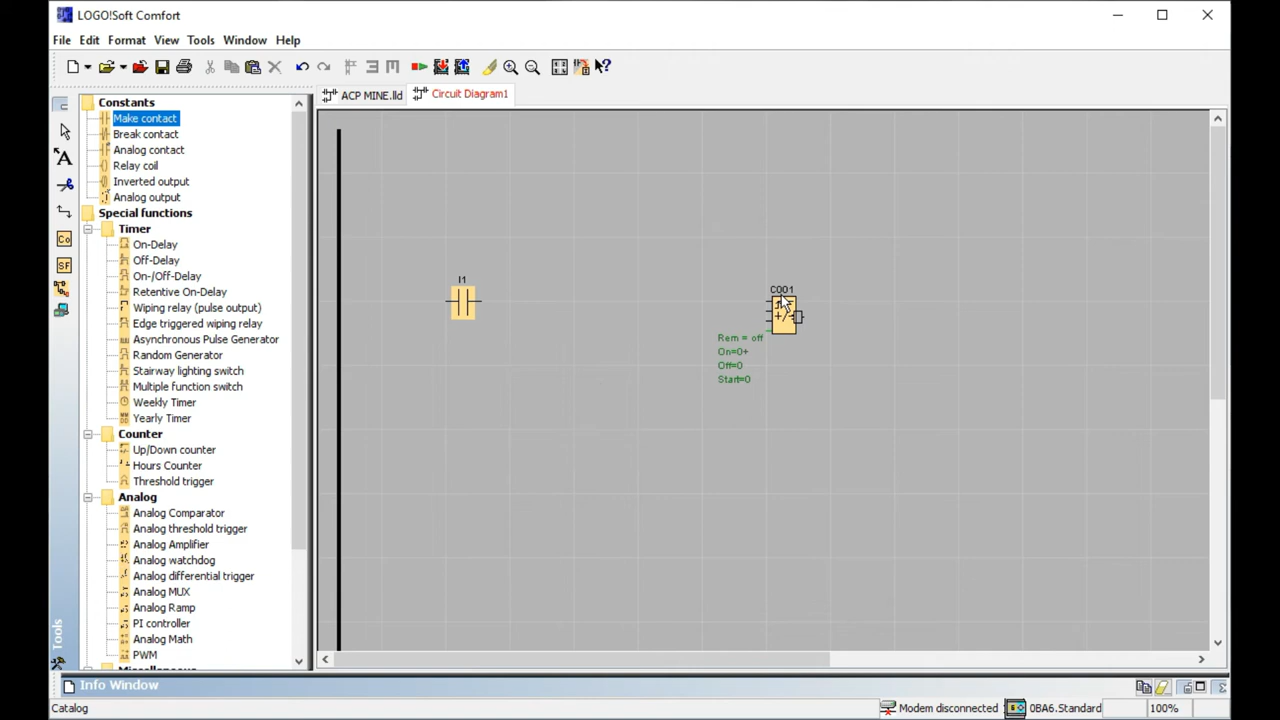 LOGO!Soft Comfort
File Edit Format View Tools Window Help
ACP MINE.lld
Circuit Diagram1
Constants
Make contact
Break contact
Analog contact
Relay coil
Inverted output
Analog output
Special functions
Timer
On-Delay
Off-Delay
On-/Off-Delay
Retentive On-Delay
Wiping relay (pulse output)
Edge triggered wiping relay
Asynchronous Pulse Generator
Random Generator
Stairway lighting switch
Multiple function switch
Weekly Timer
Yearly Timer
Counter
Up/Down counter
Hours Counter
Threshold trigger
Analog
Analog Comparator
Analog threshold trigger
Analog Amplifier
Analog watchdog
Analog differential trigger
Analog MUX
Analog Ramp
PI controller
Analog Math
PWM
Co
SF
Tools
I1
C001
+/-
Rem = off
On=0+
Off=0
Start=0
Info Window
Catalog
Modem disconnected
0BA6.Standard
100%